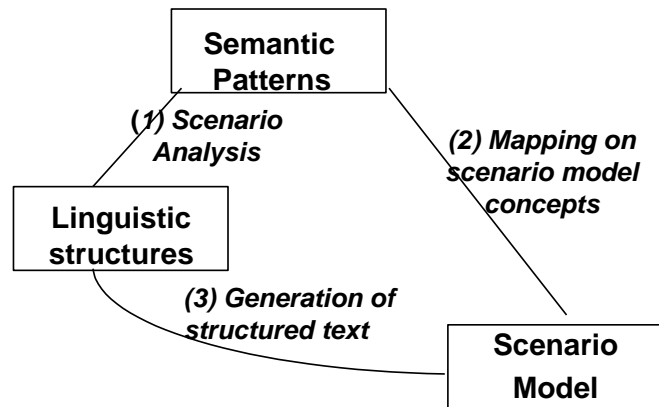 Semantic
Patterns
(1) Scenario
Analysis
(2) Mapping on
scenario model
concepts
Linguistic
structures
(3) Generation of
structured text
Scenario
Model